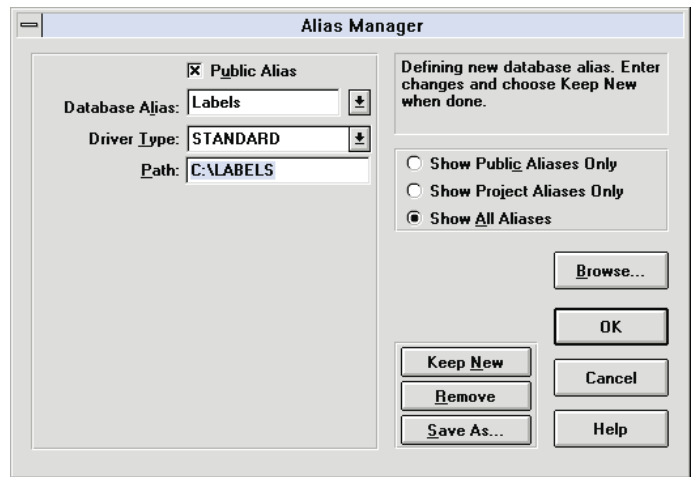 Alias Manager
Public Alias
Database Alias: Labels
Driver Type: STANDARD
Path: C:\LABELS
Defining new database alias. Enter
changes and choose Keep New
when done.
Show Public Aliases Only
Show Project Aliases Only
Show All Aliases
Browse...
OK
Keep New
Cancel
Remove
Save As...
Help